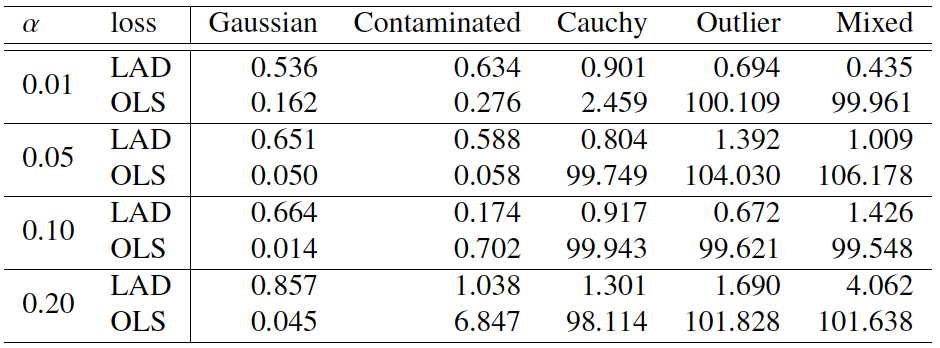 α loss Gaussian Contaminated Cauchy Outlier Mixed
0.01 LAD 0.536 0.634 0.901 0.694 0.435
OLS 0.162 0.276 2.459 100.109 99.961
0.05 LAD 0.651 0.588 0.804 1.392 1.009
OLS 0.050 0.058 99.749 104.030 106.178
0.10 LAD 0.664 0.174 0.917 0.672 1.426
OLS 0.014 0.702 99.943 99.621 99.548
0.20 LAD 0.857 1.038 1.301 1.690 4.062
OLS 0.045 6.847 98.114 101.828 101.638